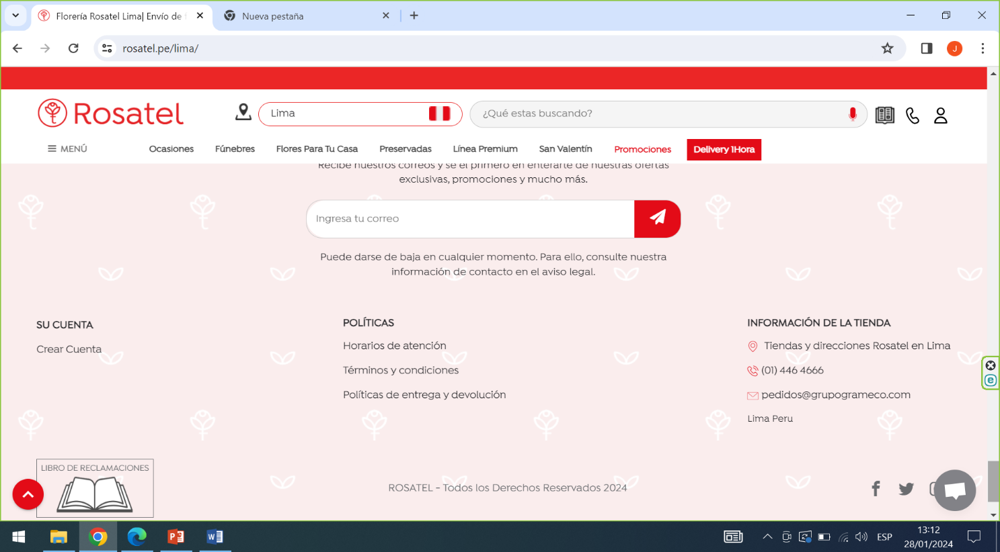 Florería Rosatel Lima| Envío de
Nueva pestaña
rosatel.pe/lima/
J
Rosatel
Lima
¿Qué estas buscando?
MENÚ
Ocasiones
Fúnebres
Flores Para Tu Casa
Preservadas
Línea Premium
San Valentín
Promociones
Delivery 1Hora
Recibe nuestros correos y se el primero en enterarte de nuestras ofertas
exclusivas, promociones y mucho más.
Ingresa tu correo
Puede darse de baja en cualquier momento. Para ello, consulte nuestra
información de contacto en el aviso legal.
SU CUENTA
Crear Cuenta
POLÍTICAS
Horarios de atención
Términos y condiciones
Políticas de entrega y devolución
INFORMACIÓN DE LA TIENDA
Tiendas y direcciones Rosatel en Lima
(01) 446 4666
pedidos@grupogrameco.com
Lima Peru
LIBRO DE RECLAMACIONES
ROSATEL - Todos los Derechos Reservados 2024
ESP
13:12
28/01/2024